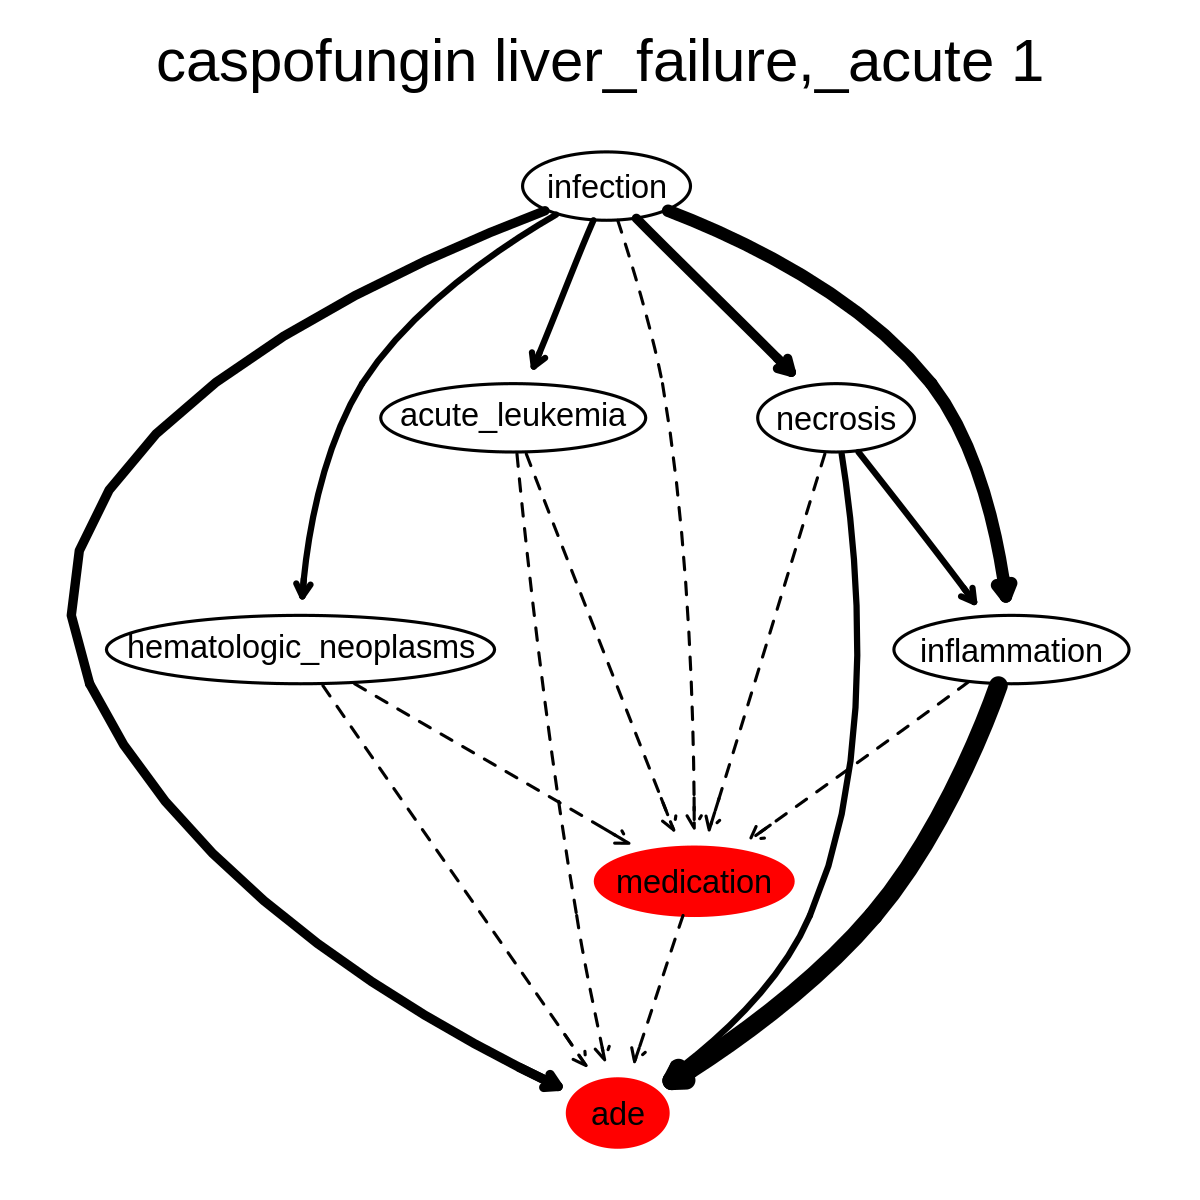 caspofungin liver_failure,_acute 1
infection
acute_leukemia
necrosis
hematologic_neoplasms
inflammation
medication
ade